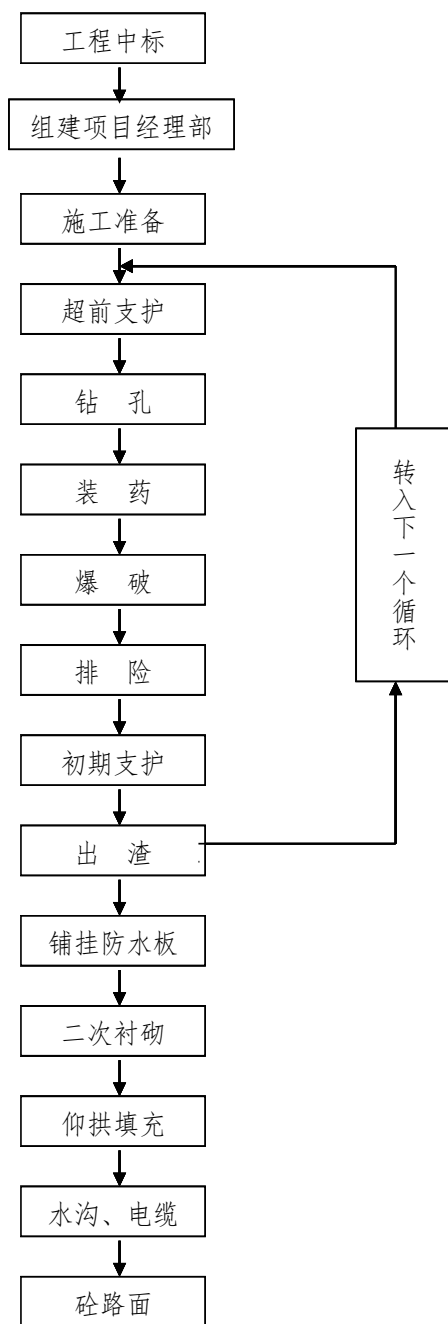 工程中标
组建项目经理部
施工准备
超前支护
钻 孔
装 药
爆 破
排 险
初期支护
出 渣
铺挂防水板
二次衬砌
仰拱填充
水沟、电缆
砼路面
转入下一个循环